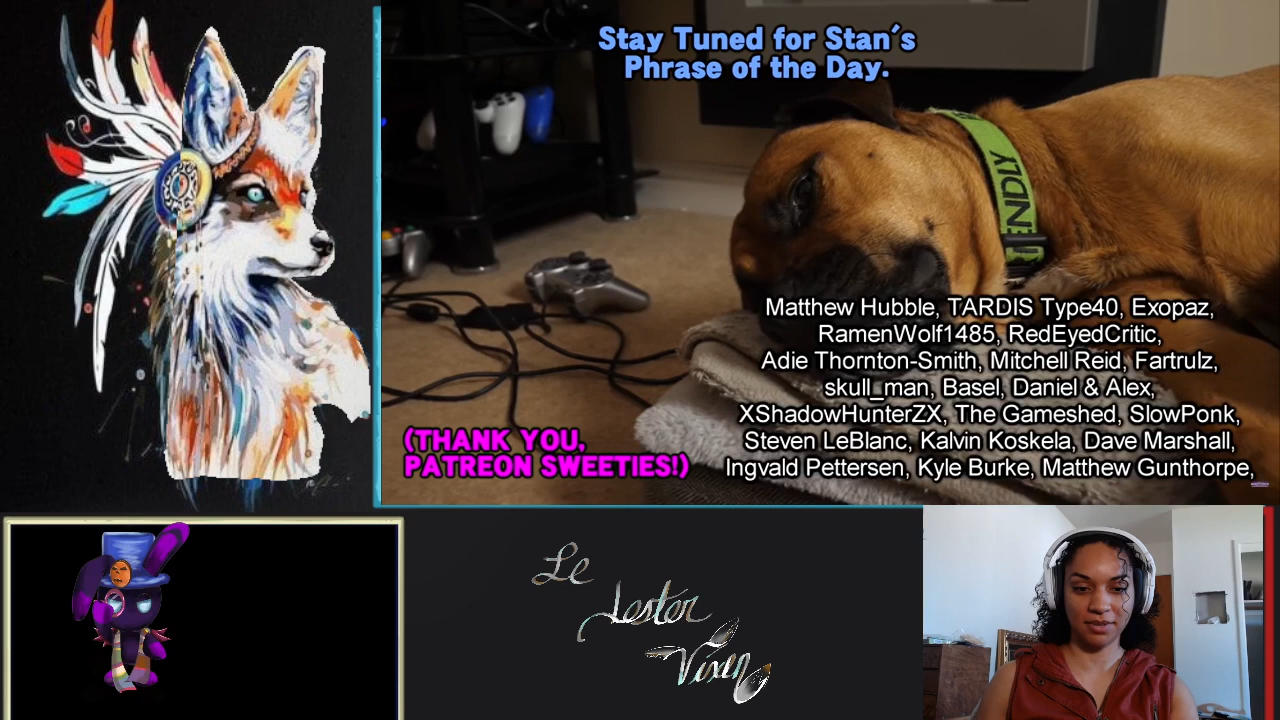 Stay Tuned for Stan's
Phrase of the Day.
ENDLY
Matthew Hubble, TARDIS Type40, Exopaz,
RamenWolf1485, RedEyedCritic,
Adie Thornton-Smith, Mitchell Reid, Fartrulz,
skull_man, Basel, Daniel & Alex,
XShadowHunterZX, The Gameshed, SlowPonk,
Steven LeBlanc, Kalvin Koskela, Dave Marshall,
Ingvald Pettersen, Kyle Burke, Matthew Gunthorpe,
(THANK YOU,
PATREON SWEETIES!)
Le
Lester
Vixen